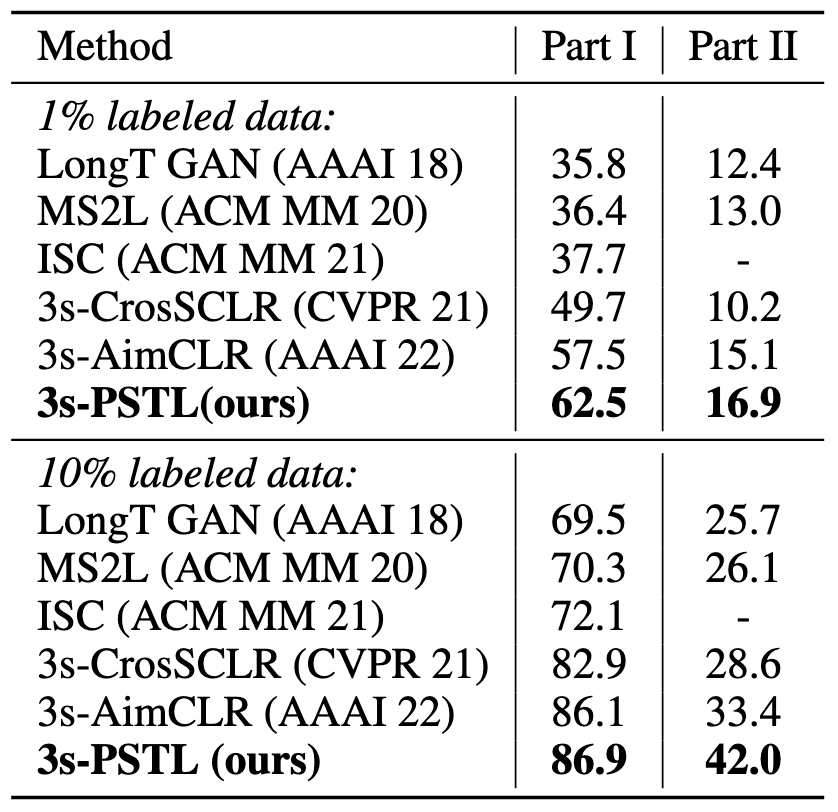 Method Part I Part II
1% labeled data:
LongT GAN (AAAI 18) 35.8 12.4
MS2L (ACM MM 20) 36.4 13.0
ISC (ACM MM 21) 37.7 -
3s-CrosSCLR (CVPR 21) 49.7 10.2
3s-AimCLR (AAAI 22) 57.5 15.1
3s-PSTL(ours) 62.5 16.9
10% labeled data:
LongT GAN (AAAI 18) 69.5 25.7
MS2L (ACM MM 20) 70.3 26.1
ISC (ACM MM 21) 72.1 -
3s-CrosSCLR (CVPR 21) 82.9 28.6
3s-AimCLR (AAAI 22) 86.1 33.4
3s-PSTL (ours) 86.9 42.0